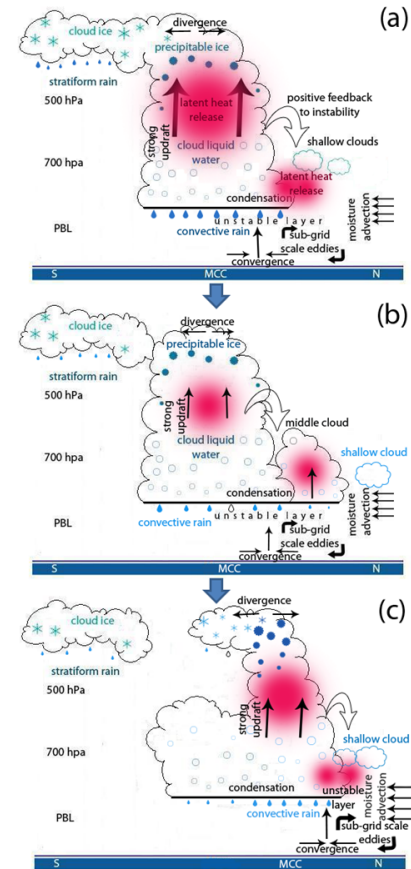 (a)
divergence
cloud ice
precipitable ice
stratiform rain
500 hPa
latent heat
release
positive feedback
to instability
strong
updraft
shallow clouds
700 hPa
cloud liquid
water
latent heat
release
condensation
moisture
advection
unstable layer
PBL
convective rain
sub-grid
scale eddies
convergence
S MCC N
(b)
divergence
cloud ice
precipitable ice
stratiform rain
500 hPa
strong
updraft
middle cloud
cloud liquid
water
shallow cloud
700 hPa
condensation
moisture
advection
convective rain
unstable layer
PBL
sub-grid
scale eddies
convergence
S MCC N
(c)
divergence
cloud ice
stratiform rain
500 hPa
strong
updraft
shallow cloud
700 hpa
condensation
unstable
layer
moisture
advection
convective rain
PBL
sub-grid scale
eddies
convergence
S MCC N